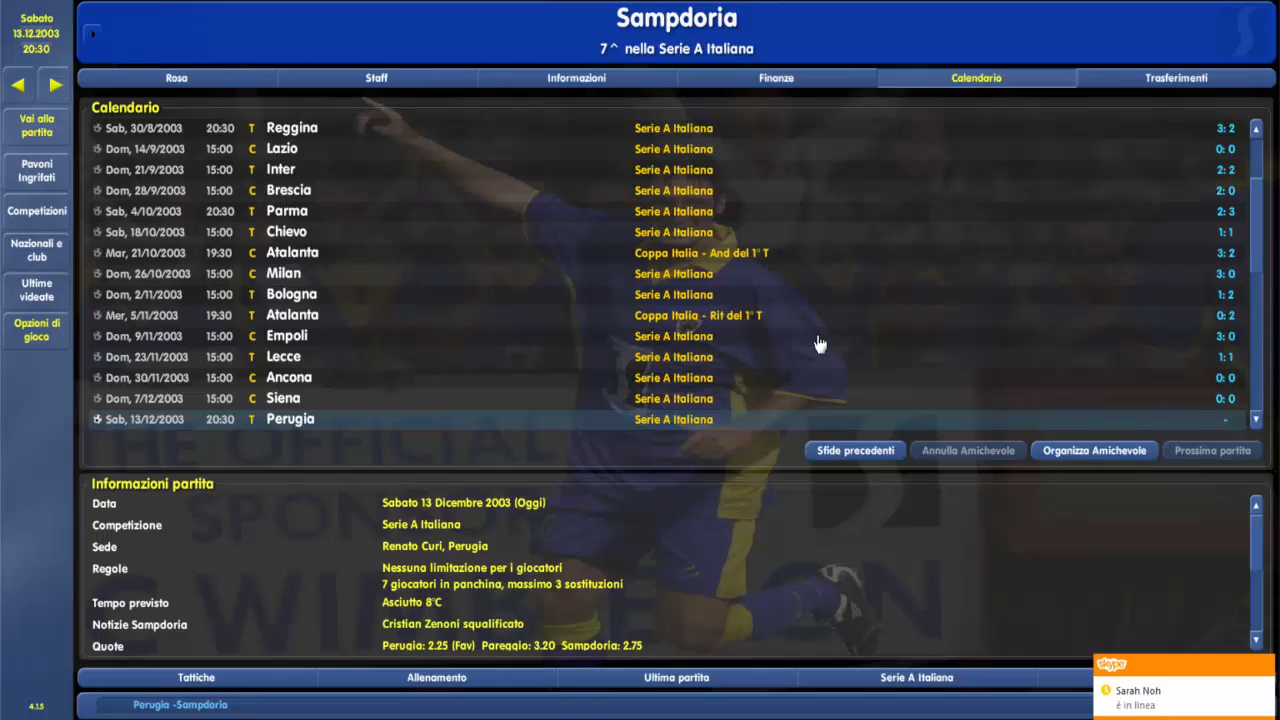 Sabato
13.12.2003
20:30
Vai alla
partita
Pavoni
Ingrifati
Competizioni
Nazionali e
club
Ultime
videate
Opzioni di
gioco
4.1.5
Sampdoria
7^ nella Serie A Italiana
Rosa Staff Informazioni Finanze Calendario Trasferimenti
Calendario
Sab, 30/8/2003 20:30 T Reggina Serie A Italiana 3: 2
Dom, 14/9/2003 15:00 C Lazio Serie A Italiana 0: 0
Dom, 21/9/2003 15:00 T Inter Serie A Italiana 2: 2
Dom, 28/9/2003 15:00 C Brescia Serie A Italiana 2: 0
Sab, 4/10/2003 20:30 T Parma Serie A Italiana 2: 3
Sab, 18/10/2003 15:00 T Chievo Serie A Italiana 1: 1
Mar, 21/10/2003 19:30 C Atalanta Coppa Italia - And del 1° T 3: 2
Dom, 26/10/2003 15:00 C Milan Serie A Italiana 3: 0
Dom, 2/11/2003 15:00 T Bologna Serie A Italiana 1: 2
Mer, 5/11/2003 19:30 T Atalanta Coppa Italia - Rit del 1° T 0: 2
Dom, 9/11/2003 15:00 C Empoli Serie A Italiana 3: 0
Dom, 23/11/2003 15:00 T Lecce Serie A Italiana 1: 1
Dom, 30/11/2003 15:00 C Ancona Serie A Italiana 0: 0
Dom, 7/12/2003 15:00 C Siena Serie A Italiana 0: 0
Sab, 13/12/2003 20:30 T Perugia Serie A Italiana -
Sfide precedenti Annulla Amichevole Organizza Amichevole Prossima partita
THE OFFICIAL
SPONSOR
Informazioni partita
Data Sabato 13 Dicembre 2003 (Oggi)
Competizione Serie A Italiana
Sede Renato Curi, Perugia
Regole Nessuna limitazione per i giocatori
7 giocatori in panchina, massimo 3 sostituzioni
Tempo previsto Asciutto 8°C
Notizie Sampdoria Cristian Zenoni squalificato
Quote Perugia: 2.25 (Fav) Pareggio: 3.20 Sampdoria: 2.75
Tattiche Allenamento Ultima partita Serie A Italiana
Perugia -Sampdoria
skype
Sarah Noh
è in linea